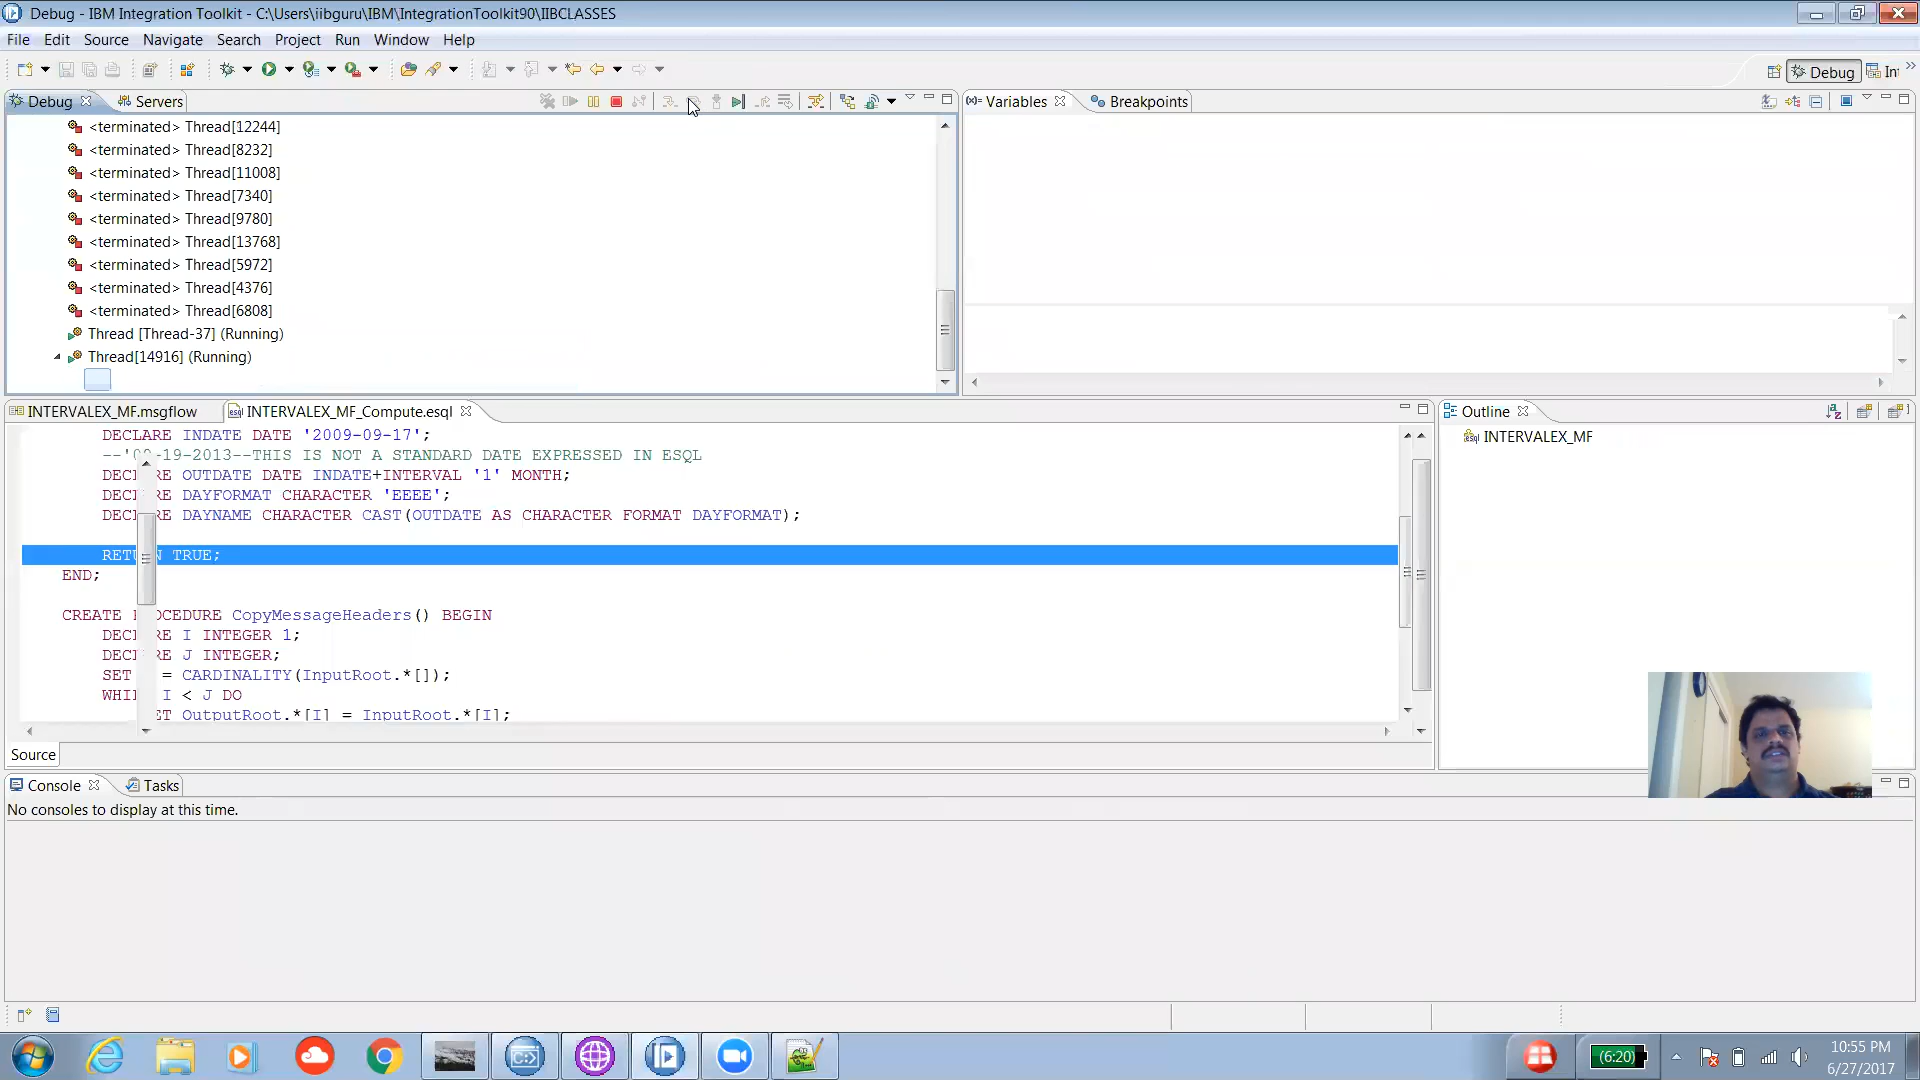 Debug - IBM Integration Toolkit - C:\Users\iibguru\IBM\IntegrationToolkit90\IIBCLASSES
File Edit Source Navigate Search Project Run Window Help
Debug
Debug Servers
Variables Breakpoints
<terminated> Thread[12244]
<terminated> Thread[8232]
<terminated> Thread[11008]
<terminated> Thread[7340]
<terminated> Thread[9780]
<terminated> Thread[13768]
<terminated> Thread[5972]
<terminated> Thread[4376]
<terminated> Thread[6808]
Thread [Thread-37] (Running)
Thread[14916] (Running)
INTERVALEX_MF.msgflow INTERVALEX_MF_Compute.esql
Outline
INTERVALEX_MF
DECLARE INDATE DATE '2009-09-17';
-19-2013--THIS IS NOT A STANDARD DATE EXPRESSED IN ESQL
OUTDATE DATE INDATE+INTERVAL '1' MONTH;
DAYFORMAT CHARACTER 'EEEE';
DAYNAME CHARACTER CAST(OUTDATE AS CHARACTER FORMAT DAYFORMAT);
TRUE;
END;
CREATE CopyMessageHeaders() BEGIN
I INTEGER 1;
J INTEGER;
SET = CARDINALITY(InputRoot.*[]);
I < J DO
OutputRoot.*[I] = InputRoot.*[I];
Source
Console Tasks
No consoles to display at this time.
(6:20)
10:55 PM
6/27/2017